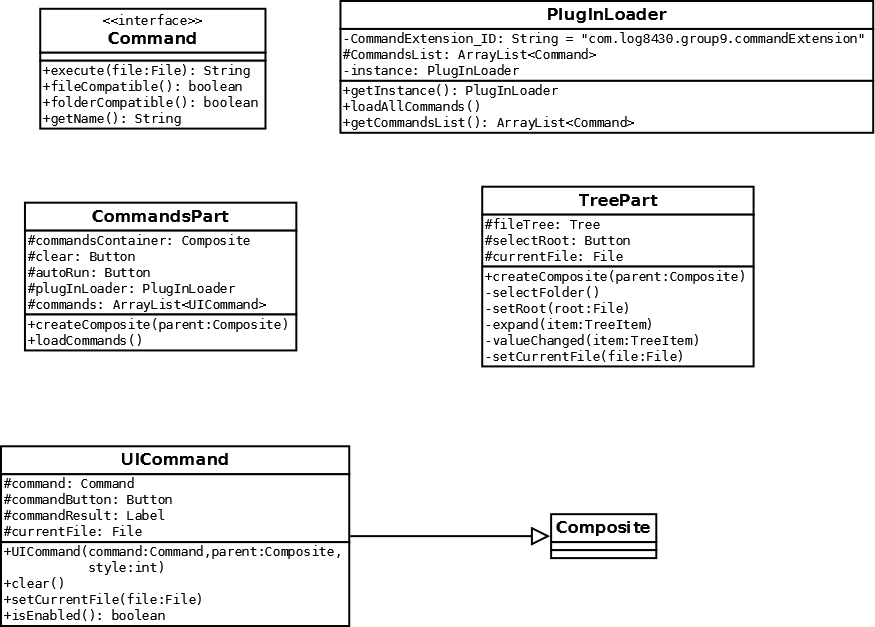 <<interface>>
Command
+execute(file:File): String
+fileCompatible(): boolean
+folderCompatible(): boolean
+getName(): String
PlugInLoader
-CommandExtension_ID: String = "com.log8430.group9.commandExtension"
#CommandsList: ArrayList<Command>
-instance: PlugInLoader
+getInstance(): PlugInLoader
+loadAllCommands()
+getCommandsList(): ArrayList<Command>
CommandsPart
#commandsContainer: Composite
#clear: Button
#autoRun: Button
#plugInLoader: PlugInLoader
#commands: ArrayList<UICommand>
+createComposite(parent:Composite)
+loadCommands()
TreePart
#fileTree: Tree
#selectRoot: Button
#currentFile: File
+createComposite(parent:Composite)
-selectFolder()
-setRoot(root:File)
-expand(item:TreeItem)
-valueChanged(item:TreeItem)
-setCurrentFile(file:File)
UICommand
#command: Command
#commandButton: Button
#commandResult: Label
#currentFile: File
+UICommand(command:Command,parent:Composite,
style:int)
+clear()
+setCurrentFile(file:File)
+isEnabled(): boolean
Composite